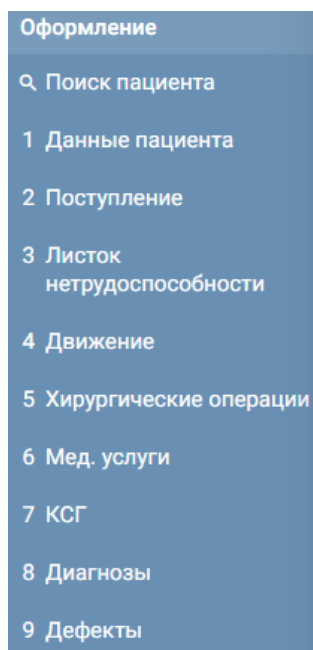 Оформление
Поиск пациента
1 Данные пациента
2 Поступление
3 Листок
нетрудоспособности
4 Движение
5 Хирургические операции
6 Мед. услуги
7 КСГ
8 Диагнозы
9 Дефекты